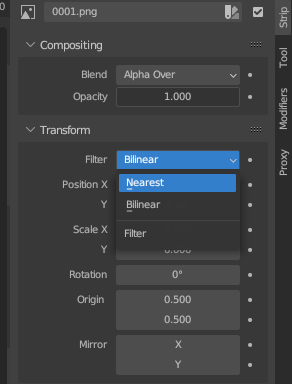 0
0001.png
Strip
Tool
Modifiers
Proxy
Compositing
Blend Alpha Over
Opacity 1.000
Transform
Filter Bilinear
Position X Nearest
Y Bilinear
Scale X Filter
Y 0.000
Rotation 0°
Origin 0.500
0.500
Mirror X
Y